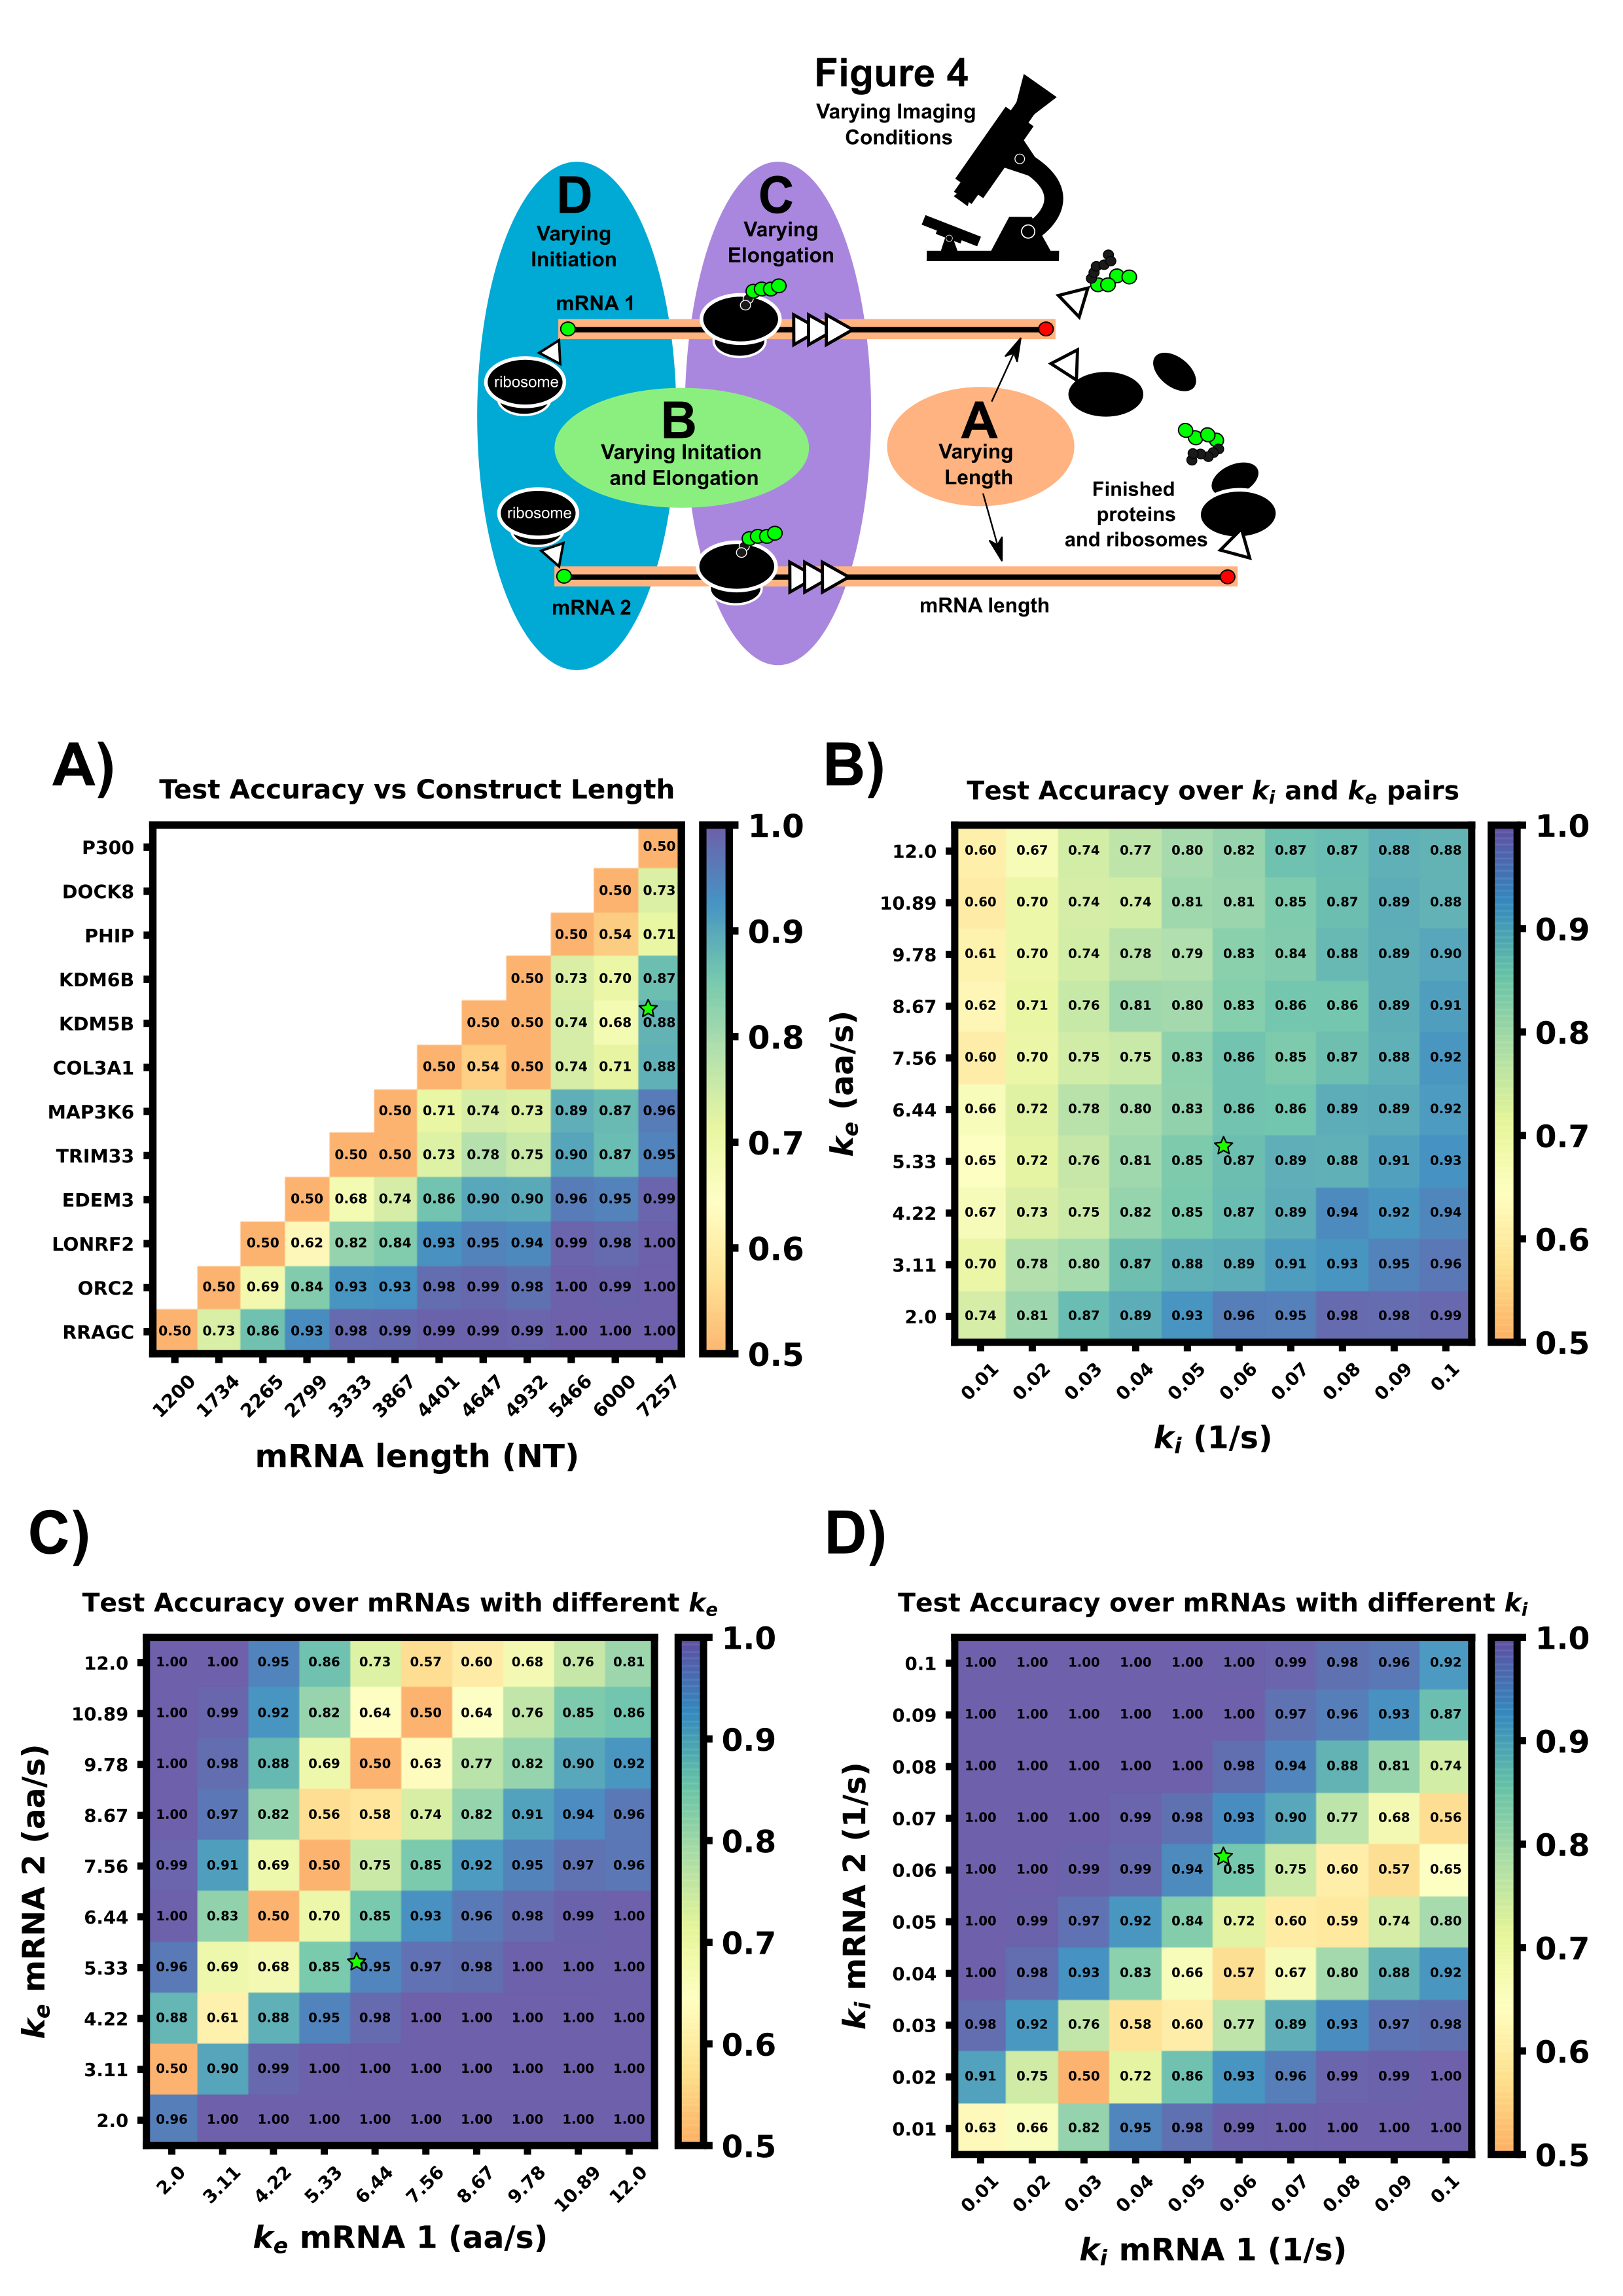 Figure 4
Varying Imaging
Conditions
D
Varying
Initiation
C
Varying
Elongation
mRNA 1
ribosome
B
Varying Initation
and Elongation
A
Varying
Length
ribosome
Finished
proteins
and ribosomes
mRNA 2
mRNA length
A)
Test Accuracy vs Construct Length
P300 0.50
DOCK8 0.50 0.73
PHIP 0.50 0.54 0.71
KDM6B 0.50 0.73 0.70 0.87
KDM5B 0.50 0.50 0.74 0.68 0.88
COL3A1 0.50 0.54 0.50 0.74 0.71 0.88
MAP3K6 0.50 0.71 0.74 0.73 0.89 0.87 0.96
TRIM33 0.50 0.50 0.73 0.78 0.75 0.90 0.87 0.95
EDEM3 0.50 0.68 0.74 0.86 0.90 0.90 0.96 0.95 0.99
LONRF2 0.50 0.62 0.82 0.84 0.93 0.95 0.94 0.99 0.98 1.00
ORC2 0.50 0.69 0.84 0.93 0.93 0.98 0.99 0.98 1.00 0.99 1.00
RRAGC 0.50 0.73 0.86 0.93 0.98 0.99 0.99 0.99 0.99 1.00 1.00 1.00
1200 1734 2265 2799 3333 3867 4401 4647 4932 5466 6000 7257
mRNA length (NT)
1.0
0.9
0.8
0.7
0.6
0.5
B)
Test Accuracy over ki and ke pairs
ke (aa/s)
12.0 0.60 0.67 0.74 0.77 0.80 0.82 0.87 0.87 0.88 0.88
10.89 0.60 0.70 0.74 0.74 0.81 0.81 0.85 0.87 0.89 0.88
9.78 0.61 0.70 0.74 0.78 0.79 0.83 0.84 0.88 0.89 0.90
8.67 0.62 0.71 0.76 0.81 0.80 0.83 0.86 0.86 0.89 0.91
7.56 0.60 0.70 0.75 0.75 0.83 0.86 0.85 0.87 0.88 0.92
6.44 0.66 0.72 0.78 0.80 0.83 0.86 0.86 0.89 0.89 0.92
5.33 0.65 0.72 0.76 0.81 0.85 0.87 0.89 0.88 0.91 0.93
4.22 0.67 0.73 0.75 0.82 0.85 0.87 0.89 0.94 0.92 0.94
3.11 0.70 0.78 0.80 0.87 0.88 0.89 0.91 0.93 0.95 0.96
2.0 0.74 0.81 0.87 0.89 0.93 0.96 0.95 0.98 0.98 0.99
0.01 0.02 0.03 0.04 0.05 0.06 0.07 0.08 0.09 0.1
ki (1/s)
1.0
0.9
0.8
0.7
0.6
0.5
C)
Test Accuracy over mRNAs with different ke
ke mRNA 2 (aa/s)
12.0 1.00 1.00 0.95 0.86 0.73 0.57 0.60 0.68 0.76 0.81
10.89 1.00 0.99 0.92 0.82 0.64 0.50 0.64 0.76 0.85 0.86
9.78 1.00 0.98 0.88 0.69 0.50 0.63 0.77 0.82 0.90 0.92
8.67 1.00 0.97 0.82 0.56 0.58 0.74 0.82 0.91 0.94 0.96
7.56 0.99 0.91 0.69 0.50 0.75 0.85 0.92 0.95 0.97 0.96
6.44 1.00 0.83 0.50 0.70 0.85 0.93 0.96 0.98 0.99 1.00
5.33 0.96 0.69 0.68 0.85 0.95 0.97 0.98 1.00 1.00 1.00
4.22 0.88 0.61 0.88 0.95 0.98 1.00 1.00 1.00 1.00 1.00
3.11 0.50 0.90 0.99 1.00 1.00 1.00 1.00 1.00 1.00 1.00
2.0 0.96 1.00 1.00 1.00 1.00 1.00 1.00 1.00 1.00 1.00
2.0 3.11 4.22 5.33 6.44 7.56 8.67 9.78 10.89 12.0
ke mRNA 1 (aa/s)
1.0
0.9
0.8
0.7
0.6
0.5
D)
Test Accuracy over mRNAs with different ki
ki mRNA 2 (1/s)
0.1 1.00 1.00 1.00 1.00 1.00 1.00 0.99 0.98 0.96 0.92
0.09 1.00 1.00 1.00 1.00 1.00 1.00 0.97 0.96 0.93 0.87
0.08 1.00 1.00 1.00 1.00 1.00 0.98 0.94 0.88 0.81 0.74
0.07 1.00 1.00 1.00 0.99 0.98 0.93 0.90 0.77 0.68 0.56
0.06 1.00 1.00 0.99 0.99 0.94 0.85 0.75 0.60 0.57 0.65
0.05 1.00 0.99 0.97 0.92 0.84 0.72 0.60 0.59 0.74 0.80
0.04 1.00 0.98 0.93 0.83 0.66 0.57 0.67 0.80 0.88 0.92
0.03 0.98 0.92 0.76 0.58 0.60 0.77 0.89 0.93 0.97 0.98
0.02 0.91 0.75 0.50 0.72 0.86 0.93 0.96 0.99 0.99 1.00
0.01 0.63 0.66 0.82 0.95 0.98 0.99 1.00 1.00 1.00 1.00
0.01 0.02 0.03 0.04 0.05 0.06 0.07 0.08 0.09 0.1
ki mRNA 1 (1/s)
1.0
0.9
0.8
0.7
0.6
0.5